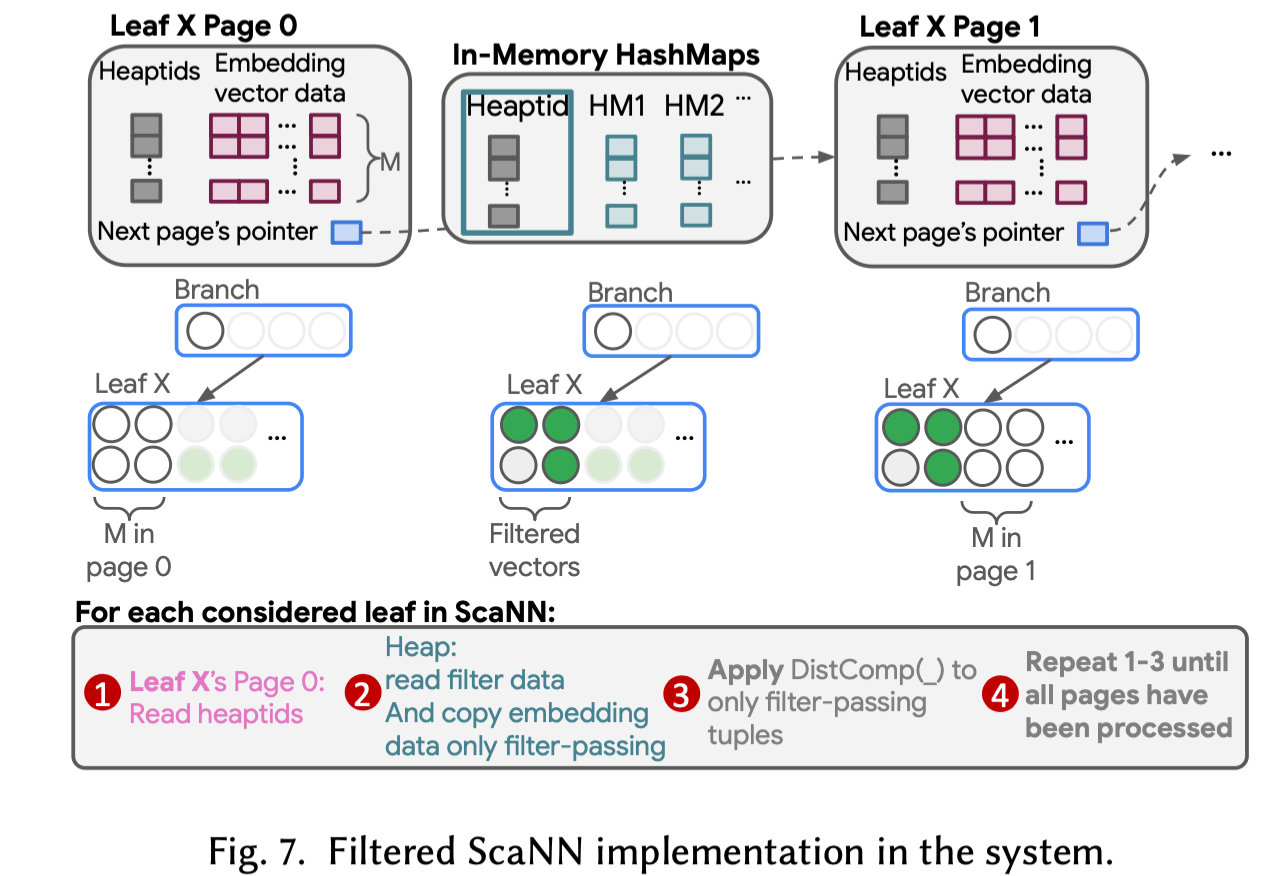 Leaf X Page 0
Heaptids
Embedding
vector data
...
...
M
Next page's pointer
In-Memory HashMaps
Heaptid
HM1
HM2
...
...
Leaf X Page 1
Heaptids
Embedding
vector data
...
...
Next page's pointer
...
Branch
Leaf X
...
M in
page 0
Branch
Leaf X
...
Filtered
vectors
Branch
Leaf X
...
M in
page 1
For each considered leaf in ScaNN:
1
Leaf X's Page 0:
Read heaptids
2
Heap:
read filter data
And copy embedding
data only filter-passing
3
Apply DistComp(_) to
only filter-passing
tuples
4
Repeat 1-3 until
all pages have
been processed
Fig. 7. Filtered ScaNN implementation in the system.